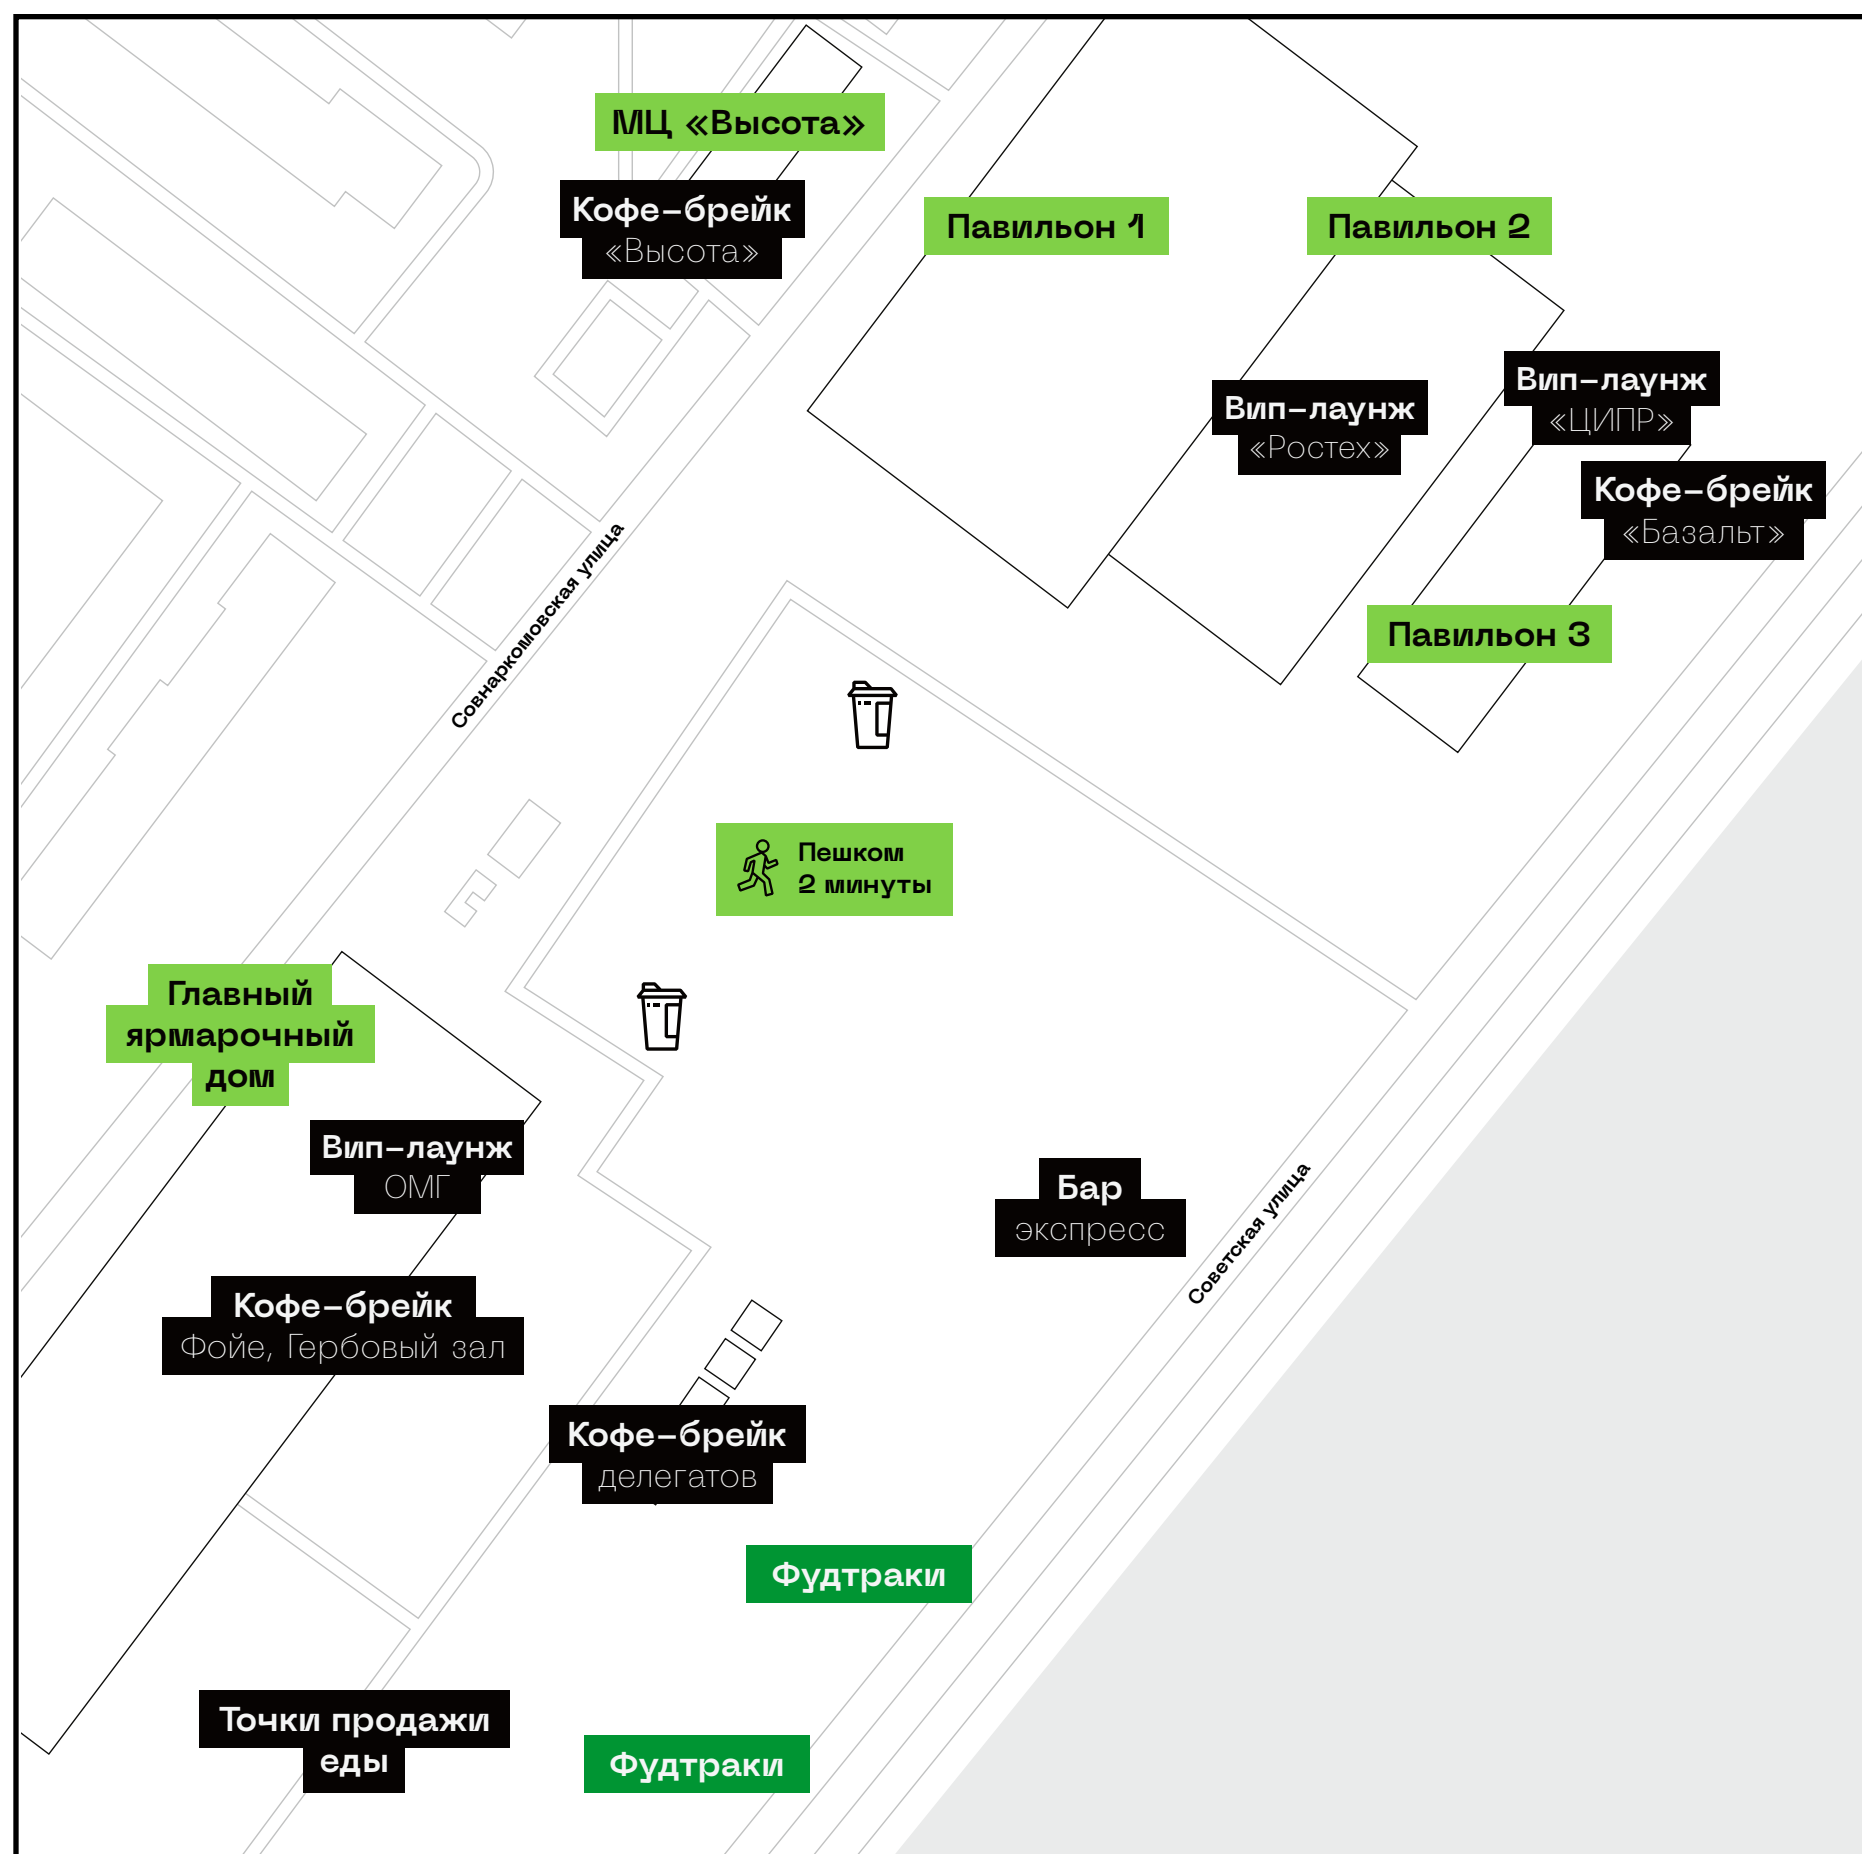 МЦ «Высота»
Кофе-брейк
«Высота»
Павильон 1
Павильон 2
Вип-лаунж
«ЦИПР»
Вип-лаунж
«Ростех»
Кофе-брейк
«Базальт»
Павильон 3
Совнаркомовская улица
Пешком
2 минуты
Главный
ярмарочный
дом
Вип-лаунж
ОМГ
Бар
экспресс
Советская улица
Кофе-брейк
Фойе, Гербовый зал
Кофе-брейк
делегатов
Фудтраки
Точки продажи
еды
Фудтраки